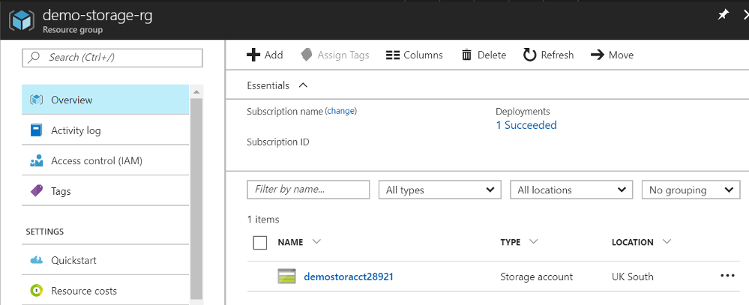 demo-storage-rg
Resource group
Search (Ctrl+/)
Overview
Activity log
Access control (IAM)
Tags
SETTINGS
Quickstart
Resource costs
Add Assign Tags Columns Delete Refresh Move
Essentials
Subscription name (change) Deployments
1 Succeeded
Subscription ID
Filter by name... All types All locations No grouping
1 items
NAME TYPE LOCATION
demostoracct28921 Storage account UK South